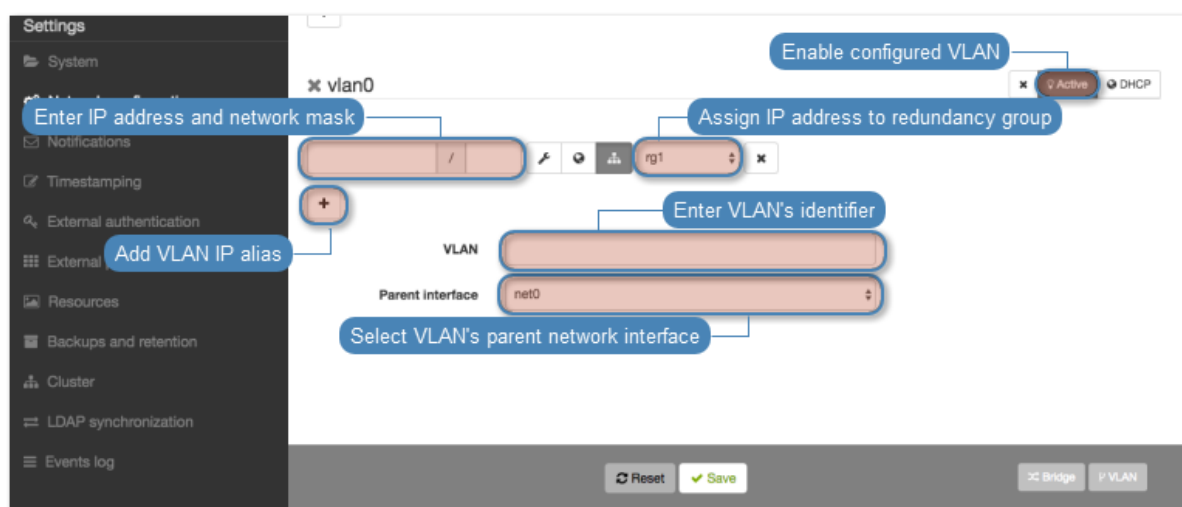 Settings
System
Enable configured VLAN
vlan0
Active
DHCP
Enter IP address and network mask
Assign IP address to redundancy group
Notifications
/
rg1
Timestamping
+
External authentication
Enter VLAN's identifier
Add VLAN IP alias
VLAN
External
Parent interface
net0
Resources
Select VLAN's parent network interface
Backups and retention
Cluster
LDAP synchronization
Events log
Reset
Save
Bridge
VLAN